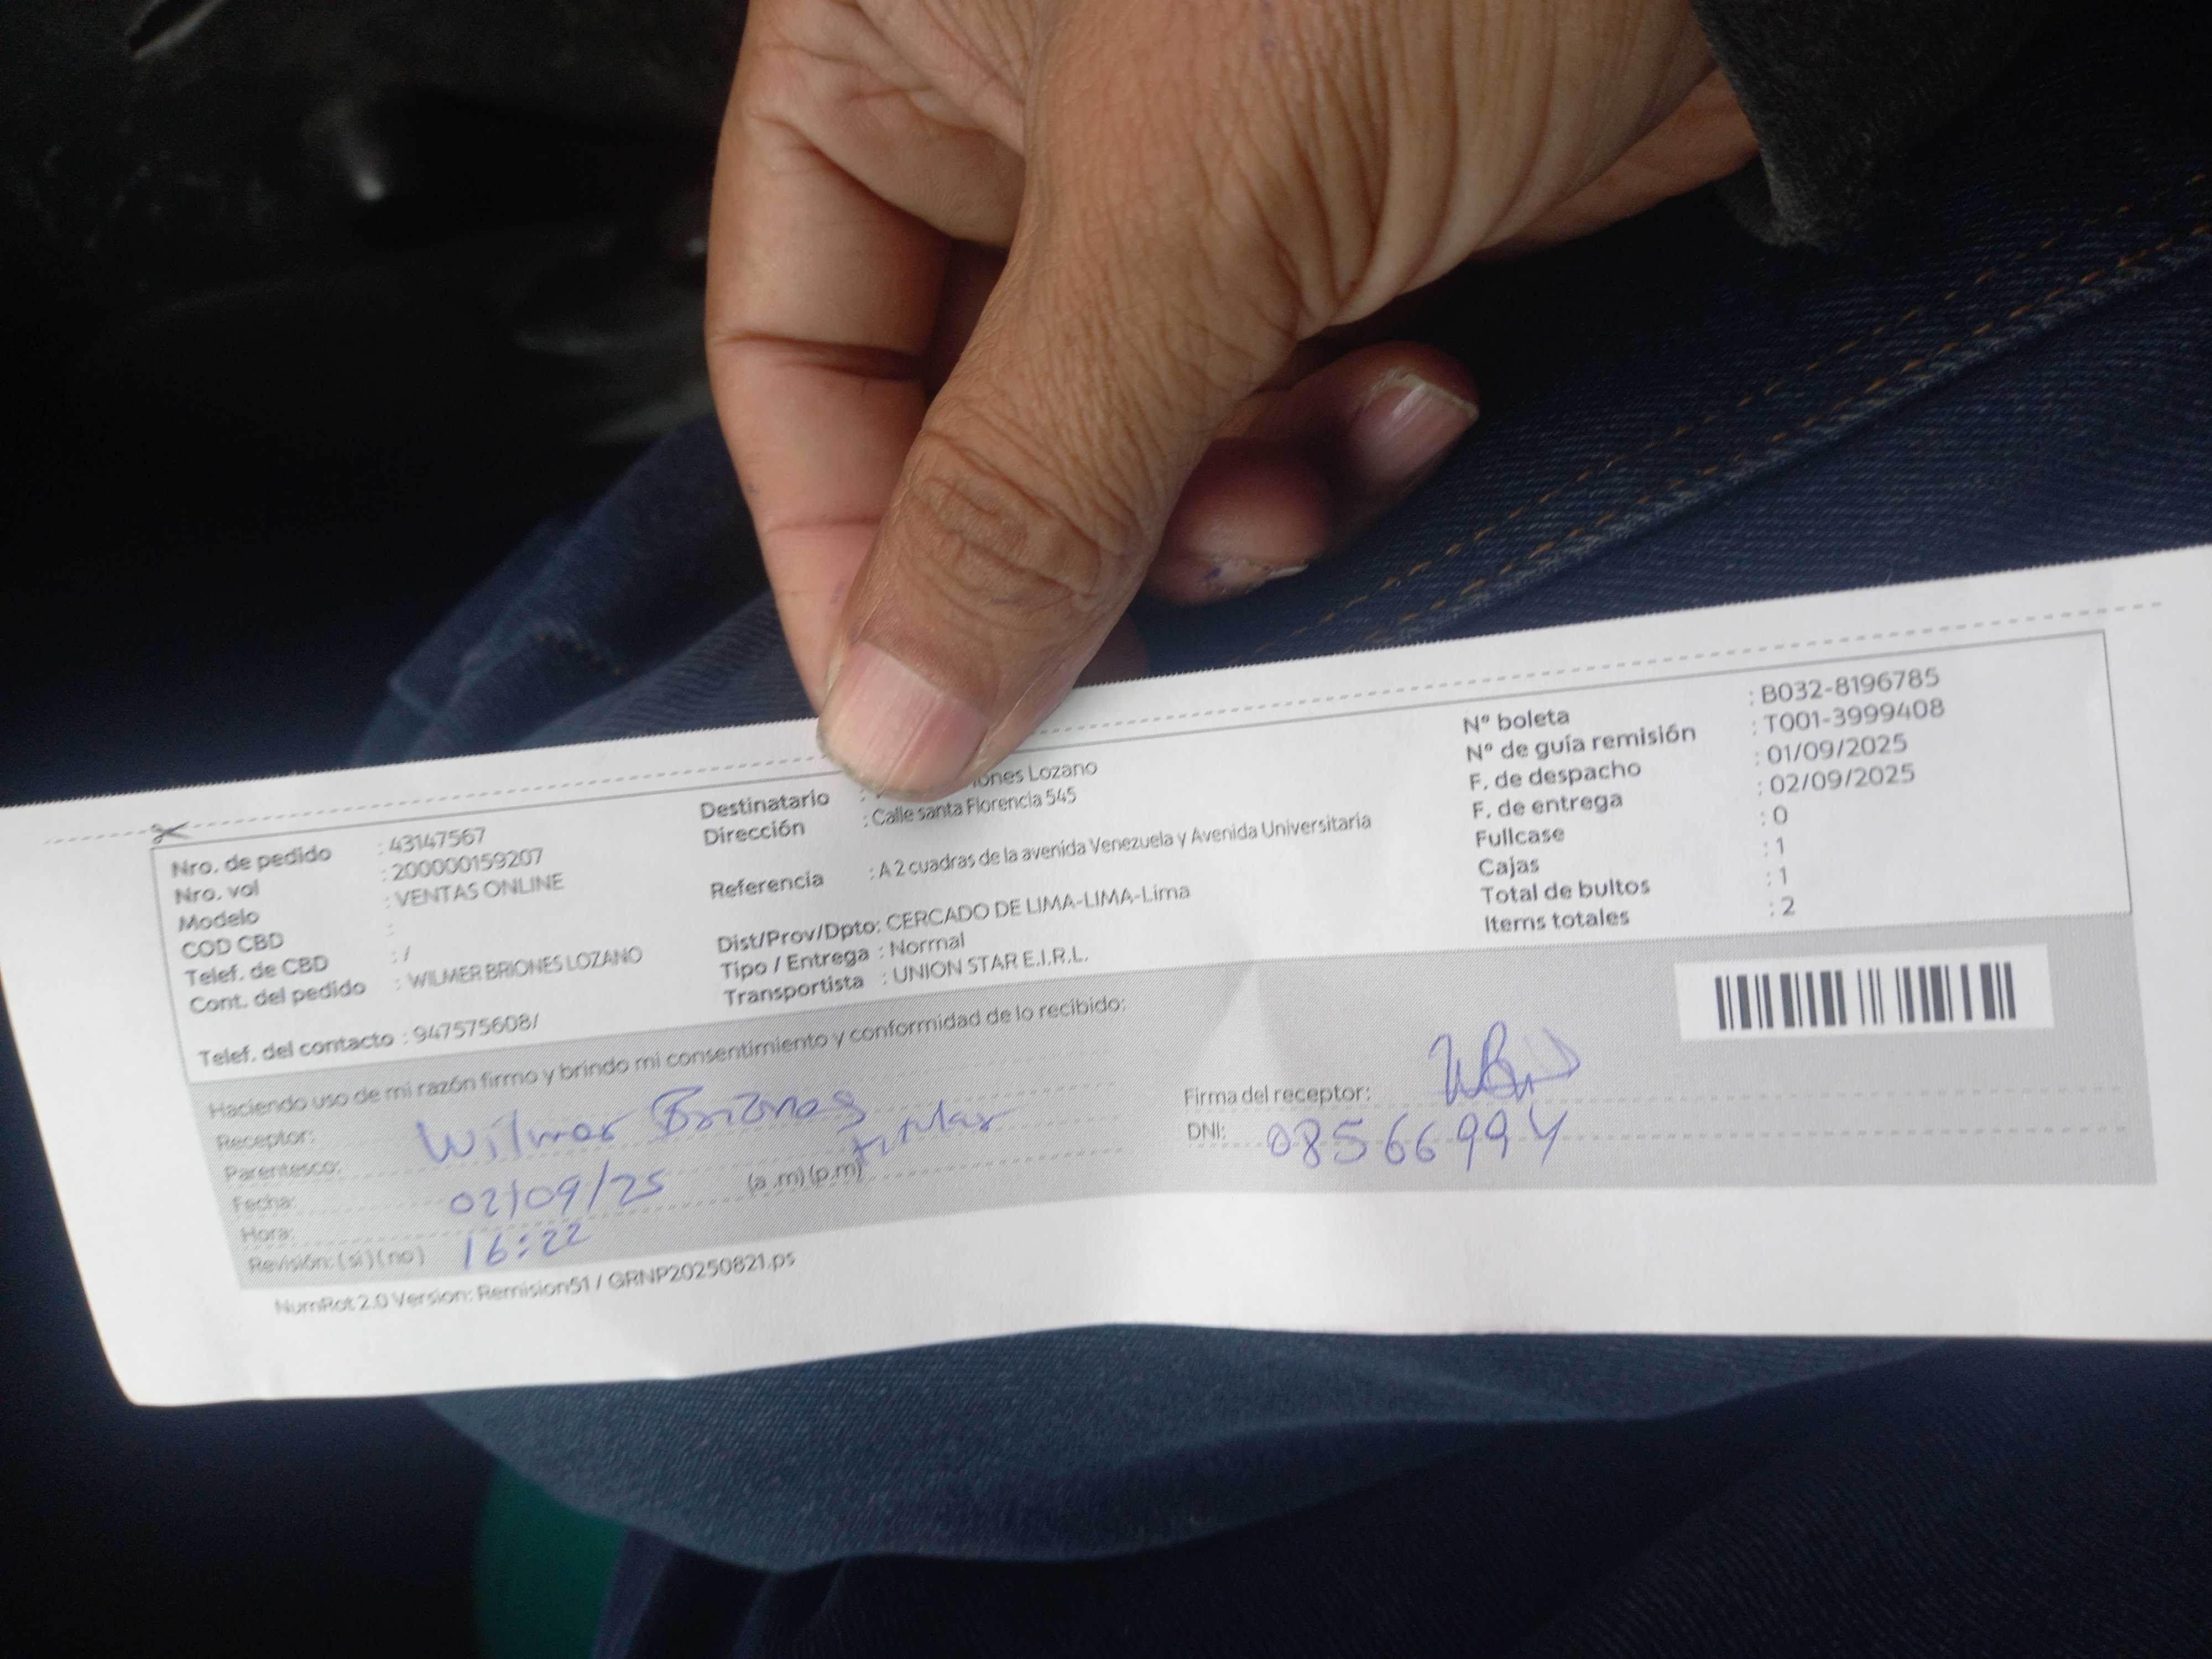 Nro. de pedido : 43147567
Nro. vol : 200000159207
Modelo : VENTAS ONLINE
COD CBD :
Telef. de CBD : /
Cont. del pedido : WILMER BRIONES LOZANO
Telef. del contacto : 947575608/
Destinatario : Lozano
Dirección : Calle santa Florencia 545
Referencia : A 2 cuadras de la avenida Venezuela y Avenida Universitaria
Dist/Prov/Dpto: CERCADO DE LIMA-LIMA-Lima
Tipo / Entrega : Normal
Transportista : UNION STAR E.I.R.L.
Nº boleta : B032-8196785
Nº de guía remisión : T001-3999408
F. de despacho : 01/09/2025
F. de entrega : 02/09/2025
Fullcase : 0
Cajas : 1
Total de bultos : 1
Items totales : 2
Haciendo uso de mi razón firmo y brindo mi consentimiento y conformidad de lo recibido:
Receptor: Wilmer Briones
Parentesco: titular
Fecha: 02/09/25
Hora: 16:22 (a .m) (p.m)
Revisión: (si) (no)
Firma del receptor:
DNI: 08566994
NumRot 2.0 Version: Remision51 / GRNP20250821.ps